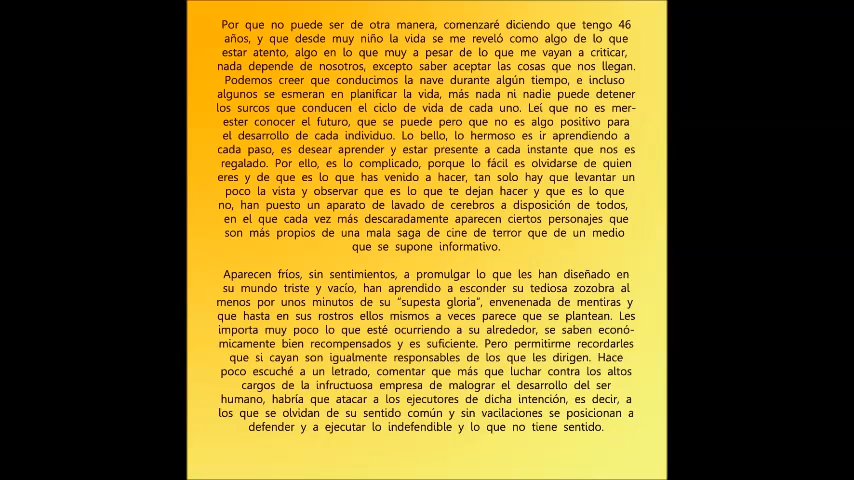 Por que no puede ser de otra manera, comenzaré diciendo que tengo 46
años, y que desde muy niño la vida se me reveló como algo de lo que
estar atento, algo en lo que muy a pesar de lo que me vayan a criticar,
nada depende de nosotros, excepto saber aceptar las cosas que nos llegan.
Podemos creer que conducimos la nave durante algún tiempo, e incluso
algunos se esmeran en planificar la vida, más nada ni nadie puede detener
los surcos que conducen el ciclo de vida de cada uno. Leí que no es mer-
ester conocer el futuro, que se puede pero que no es algo positivo para
el desarrollo de cada individuo. Lo bello, lo hermoso es ir aprendiendo a
cada paso, es desear aprender y estar presente a cada instante que nos es
regalado. Por ello, es lo complicado, porque lo fácil es olvidarse de quien
eres y de que es lo que has venido a hacer, tan solo hay que levantar un
poco la vista y observar que es lo que te dejan hacer y que es lo que
no, han puesto un aparato de lavado de cerebros a disposición de todos,
en el que cada vez más descaradamente aparecen ciertos personajes que
son más propios de una mala saga de cine de terror que de un medio
que se supone informativo.
Aparecen fríos, sin sentimientos, a promulgar lo que les han diseñado en
su mundo triste y vacío, han aprendido a esconder su tediosa zozobra al
menos por unos minutos de su "supesta gloria", envenenada de mentiras y
que hasta en sus rostros ellos mismos a veces parece que se plantean. Les
importa muy poco lo que esté ocurriendo a su alrededor, se saben econó-
micamente bien recompensados y es suficiente. Pero permitirme recordarles
que si cayan son igualmente responsables de los que les dirigen. Hace
poco escuché a un letrado, comentar que más que luchar contra los altos
cargos de la infructuosa empresa de malograr el desarrollo del ser
humano, habría que atacar a los ejecutores de dicha intención, es decir, a
los que se olvidan de su sentido común y sin vacilaciones se posicionan a
defender y a ejecutar lo indefendible y lo que no tiene sentido.